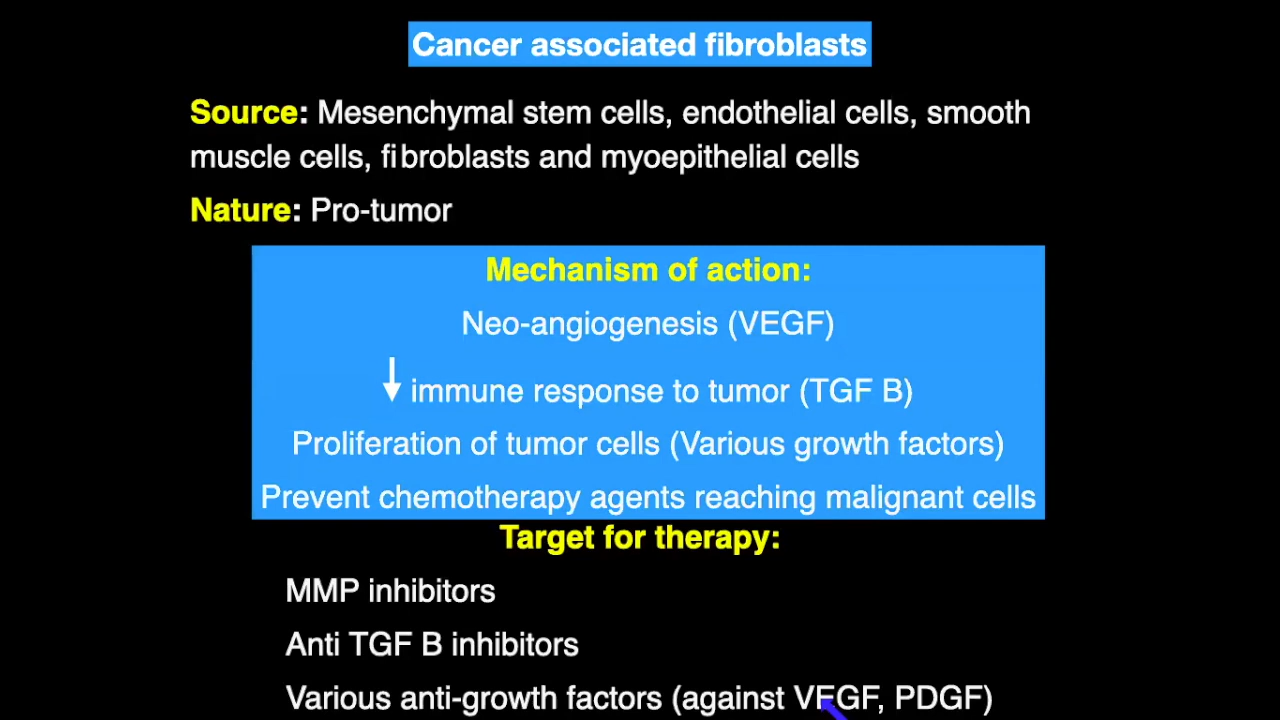 Cancer associated fibroblasts
Source: Mesenchymal stem cells, endothelial cells, smooth
muscle cells, fibroblasts and myoepithelial cells
Nature: Pro-tumor
Mechanism of action:
Neo-angiogenesis (VEGF)
↓ immune response to tumor (TGF B)
Proliferation of tumor cells (Various growth factors)
Prevent chemotherapy agents reaching malignant cells
Target for therapy:
MMP inhibitors
Anti TGF B inhibitors
Various anti-growth factors (against VEGF, PDGF)